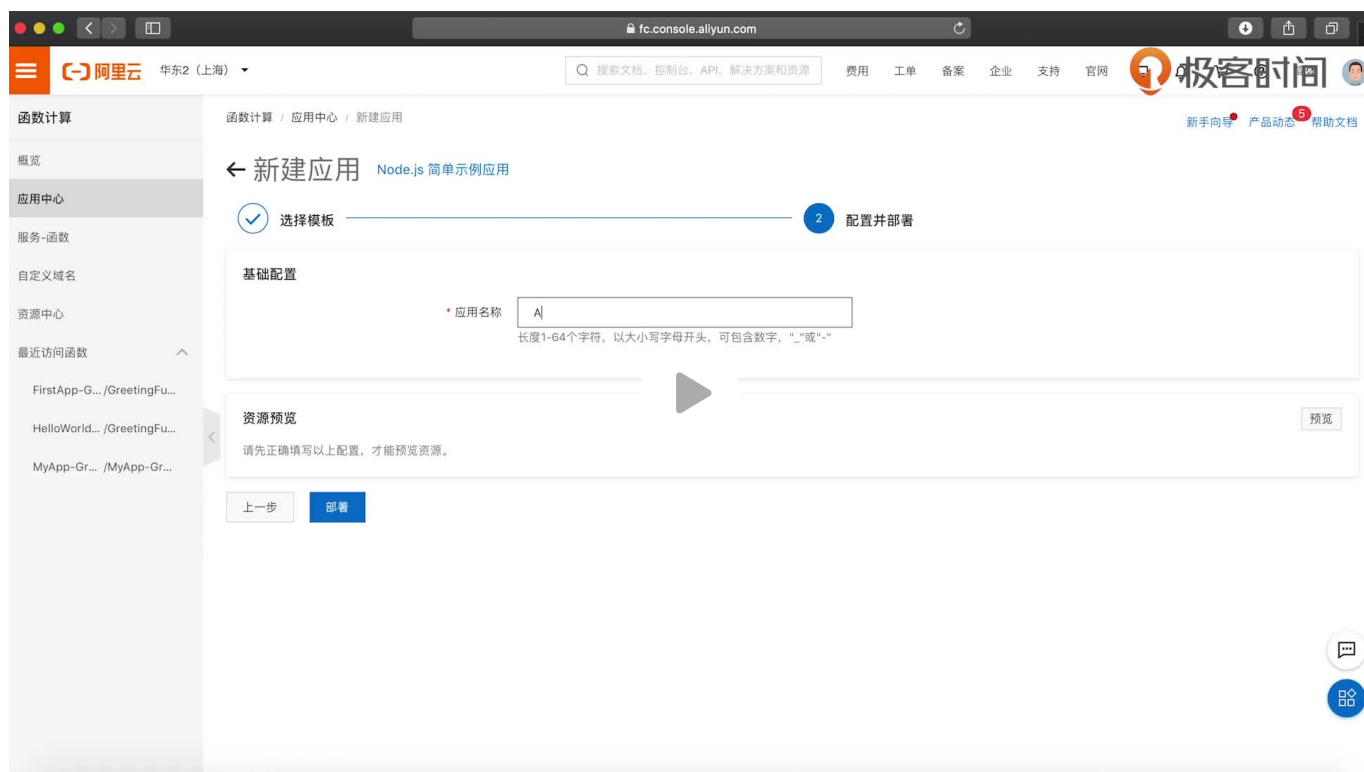 fc.console.aliyun.com
阿里云 华东2（上海） 搜索文档、控制台、API、解决方案和资源 费用 工单 备案 企业 支持 官网 极客时间
函数计算
概览
应用中心
服务-函数
自定义域名
资源中心
最近访问函数
FirstApp-G... /GreetingFu...
HelloWorld... /GreetingFu...
MyApp-Gr... /MyApp-Gr...
函数计算 / 应用中心 / 新建应用
新手向导 产品动态 5 帮助文档
新建应用 Node.js 简单示例应用
选择模板 2 配置并部署
基础配置
* 应用名称 A
长度1-64个字符，以大小写字母开头，可包含数字，"_"或"-"
资源预览 预览
请先正确填写以上配置，才能预览资源。
上一步 部署